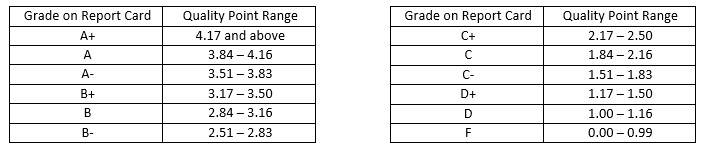 Grade on Report Card Quality Point Range
A+ 4.17 and above
A 3.84 – 4.16
A- 3.51 – 3.83
B+ 3.17 – 3.50
B 2.84 – 3.16
B- 2.51 – 2.83
Grade on Report Card Quality Point Range
C+ 2.17 – 2.50
C 1.84 – 2.16
C- 1.51 – 1.83
D+ 1.17 – 1.50
D 1.00 – 1.16
F 0.00 – 0.99